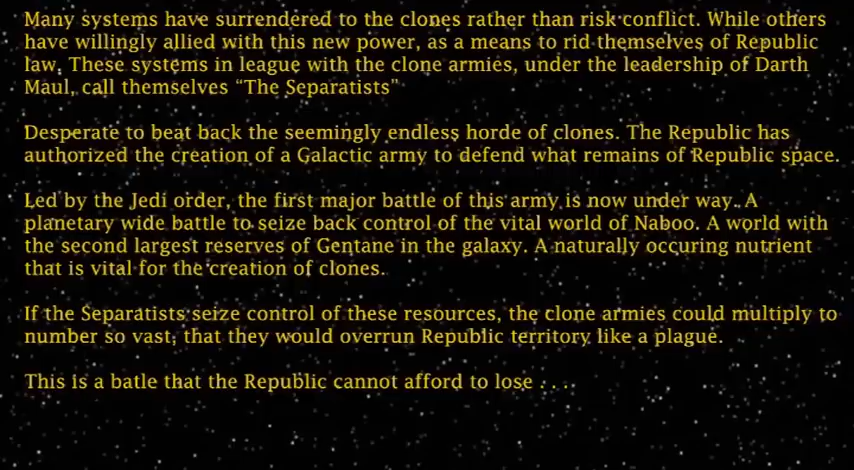 Many systems have surrendered to the clones rather than risk conflict. While others
have willingly allied with this new power, as a means to rid themselves of Republic
law. These systems in league with the clone armies, under the leadership of Darth
Maul, call themselves “The Separatists”
Desperate to beat back the seemingly endless horde of clones. The Republic has
authorized the creation of a Galactic army to defend what remains of Republic space.
Led by the Jedi order, the first major battle of this army is now under way. A
planetary wide battle to seize back control of the vital world of Naboo. A world with
the second largest reserves of Gentane in the galaxy. A naturally occuring nutrient
that is vital for the creation of clones.
If the Separatists seize control of these resources, the clone armies could multiply to
number so vast, that they would overrun Republic territory like a plague.
This is a batle that the Republic cannot afford to lose . . .